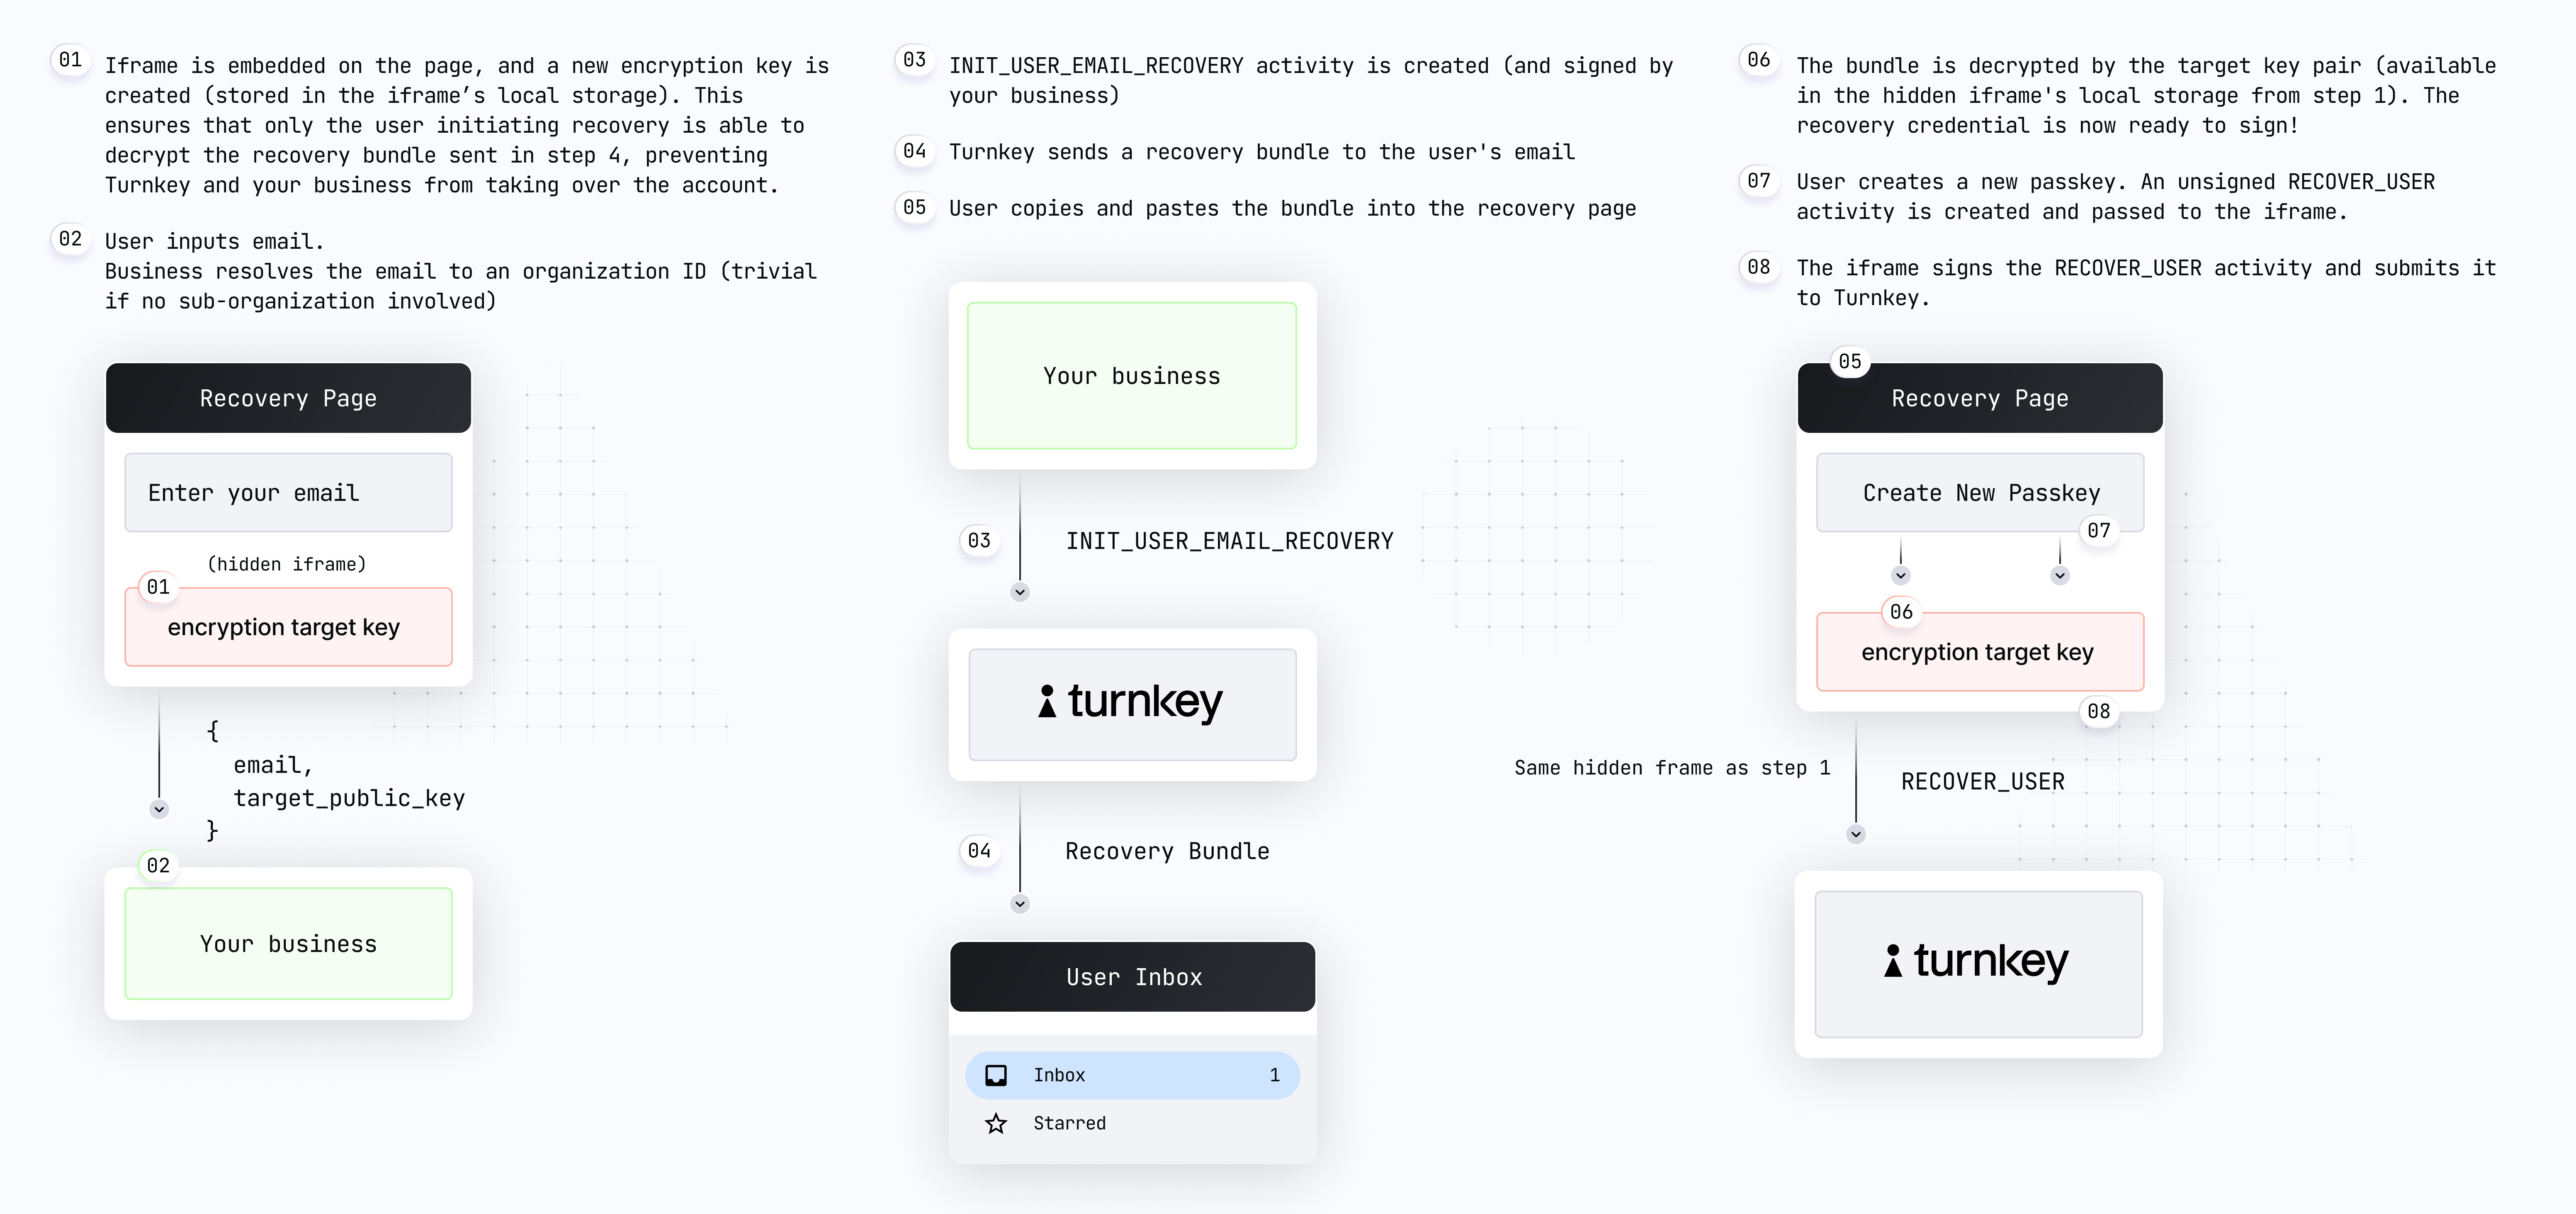 01
Iframe is embedded on the page, and a new encryption key is
created (stored in the iframe’s local storage). This
ensures that only the user initiating recovery is able to
decrypt the recovery bundle sent in step 4, preventing
Turnkey and your business from taking over the account.
02
User inputs email.
Business resolves the email to an organization ID (trivial
if no sub-organization involved)
Recovery Page
Enter your email
(hidden iframe)
01
encryption target key
{
email,
target_public_key
}
02
Your business
03
INIT_USER_EMAIL_RECOVERY activity is created (and signed by
your business)
04
Turnkey sends a recovery bundle to the user's email
05
User copies and pastes the bundle into the recovery page
Your business
03
INIT_USER_EMAIL_RECOVERY
turnkey
04
Recovery Bundle
User Inbox
Inbox 1
Starred
06
The bundle is decrypted by the target key pair (available
in the hidden iframe's local storage from step 1). The
recovery credential is now ready to sign!
07
User creates a new passkey. An unsigned RECOVER_USER
activity is created and passed to the iframe.
08
The iframe signs the RECOVER_USER activity and submits it
to Turnkey.
05
Recovery Page
Create New Passkey
07
06
encryption target key
08
Same hidden frame as step 1
RECOVER_USER
turnkey